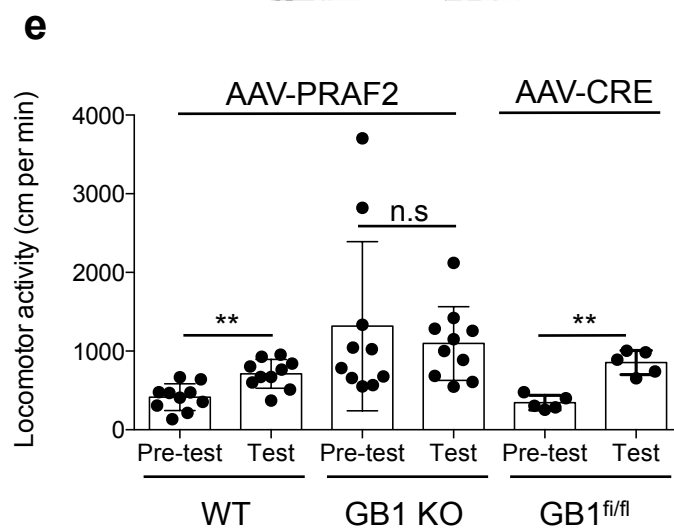 e
AAV-PRAF2 AAV-CRE
Locomotor activity (cm per min)
4000
3000
2000
1000
0
n.s
** **
Pre-test Test Pre-test Test Pre-test Test
WT GB1 KO GB1fi/fl